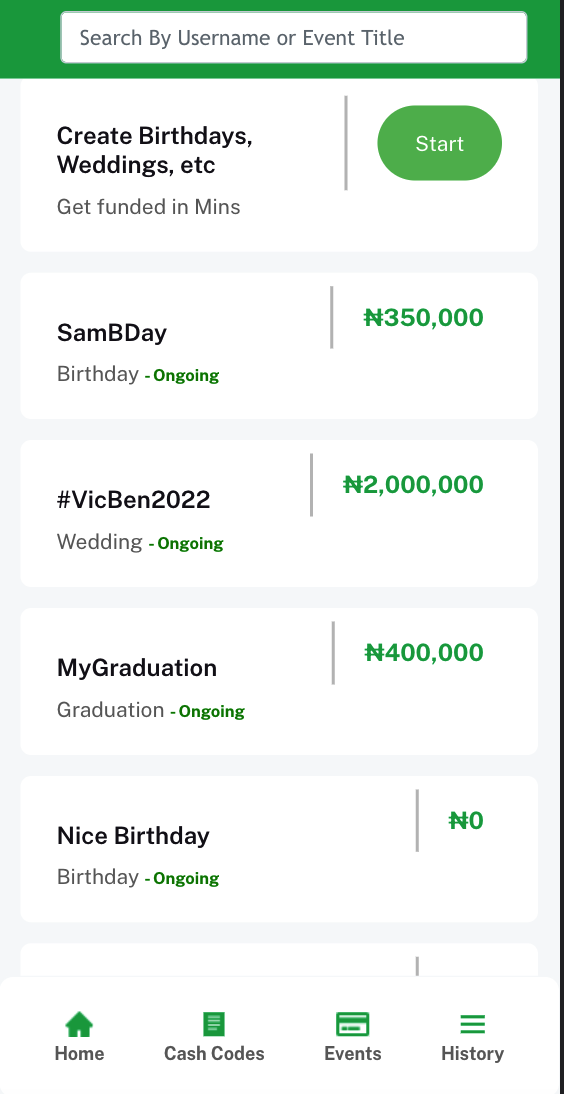 Search By Username or Event Title
Create Birthdays,
Weddings, etc
Start
Get funded in Mins
SamBDay
₦350,000
Birthday - Ongoing
#VicBen2022
₦2,000,000
Wedding - Ongoing
MyGraduation
₦400,000
Graduation - Ongoing
Nice Birthday
₦0
Birthday - Ongoing
Home
Cash Codes
Events
History